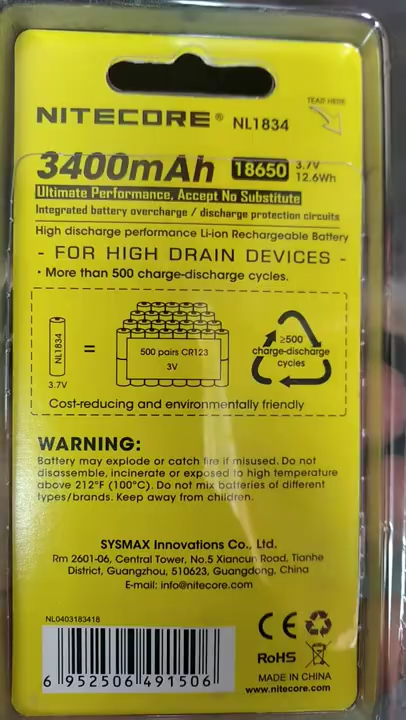 NITECORE® NL1834
TEAR HERE
3400mAh 18650 3.7V 12.6Wh
Ultimate Performance, Accept No Substitute
Integrated battery overcharge / discharge protection circuits
High discharge performance Li-ion Rechargeable Battery
- FOR HIGH DRAIN DEVICES -
· More than 500 charge-discharge cycles.
NL1834
3.7V
=
500 pairs CR123
3V
≥500
charge-discharge
cycles
Cost-reducing and environmentally friendly
WARNING:
Battery may explode or catch fire if misused. Do not
disassemble, incinerate or exposed to high temperature
above 212°F (100°C). Do not mix batteries of different
types/brands. Keep away from children.
SYSMAX Innovations Co., Ltd.
Rm 2601-06, Central Tower, No.5 Xiancun Road, Tianhe
District, Guangzhou, 510623, Guangdong, China
E-mail: info@nitecore.com
NL0403183418
6 952506 491506
CE
RoHS
MADE IN CHINA
www.nitecore.com